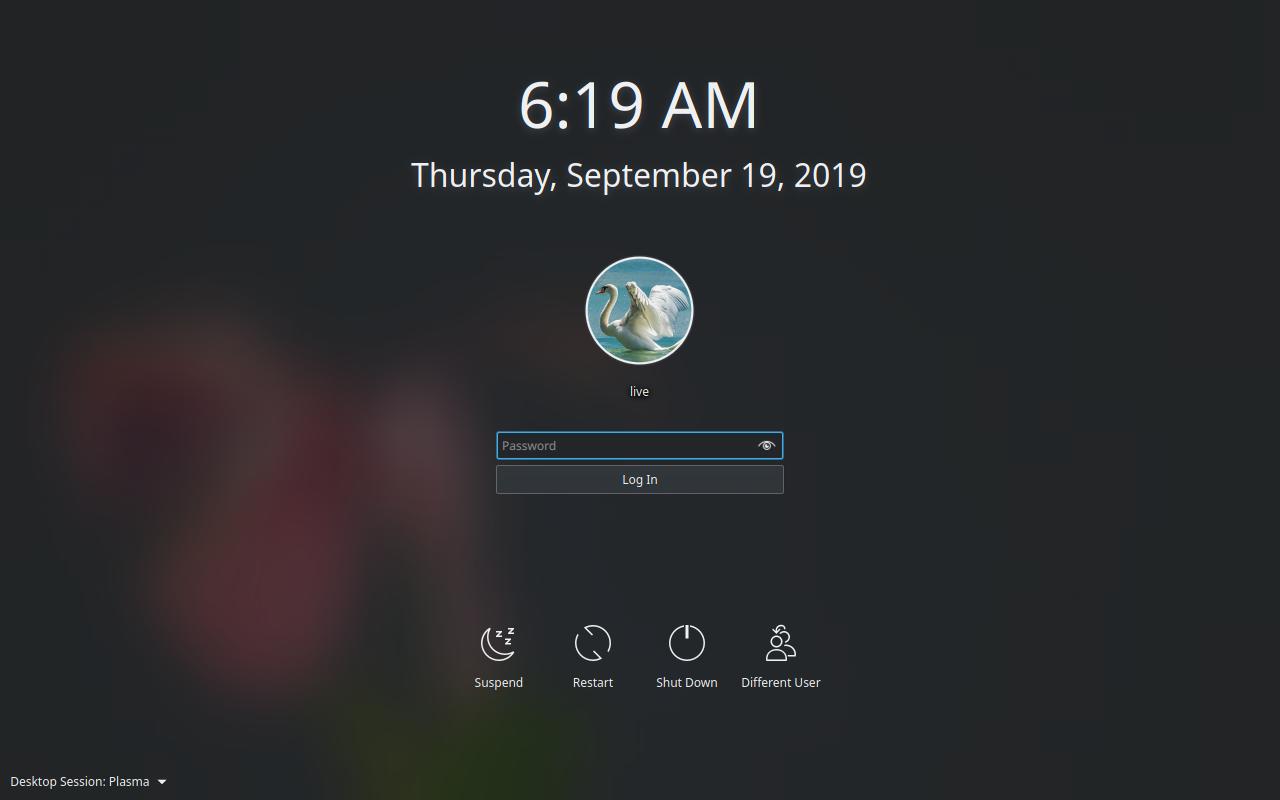 6:19 AM
Thursday, September 19, 2019
live
Password
Log In
Suspend
Restart
Shut Down
Different User
Desktop Session: Plasma